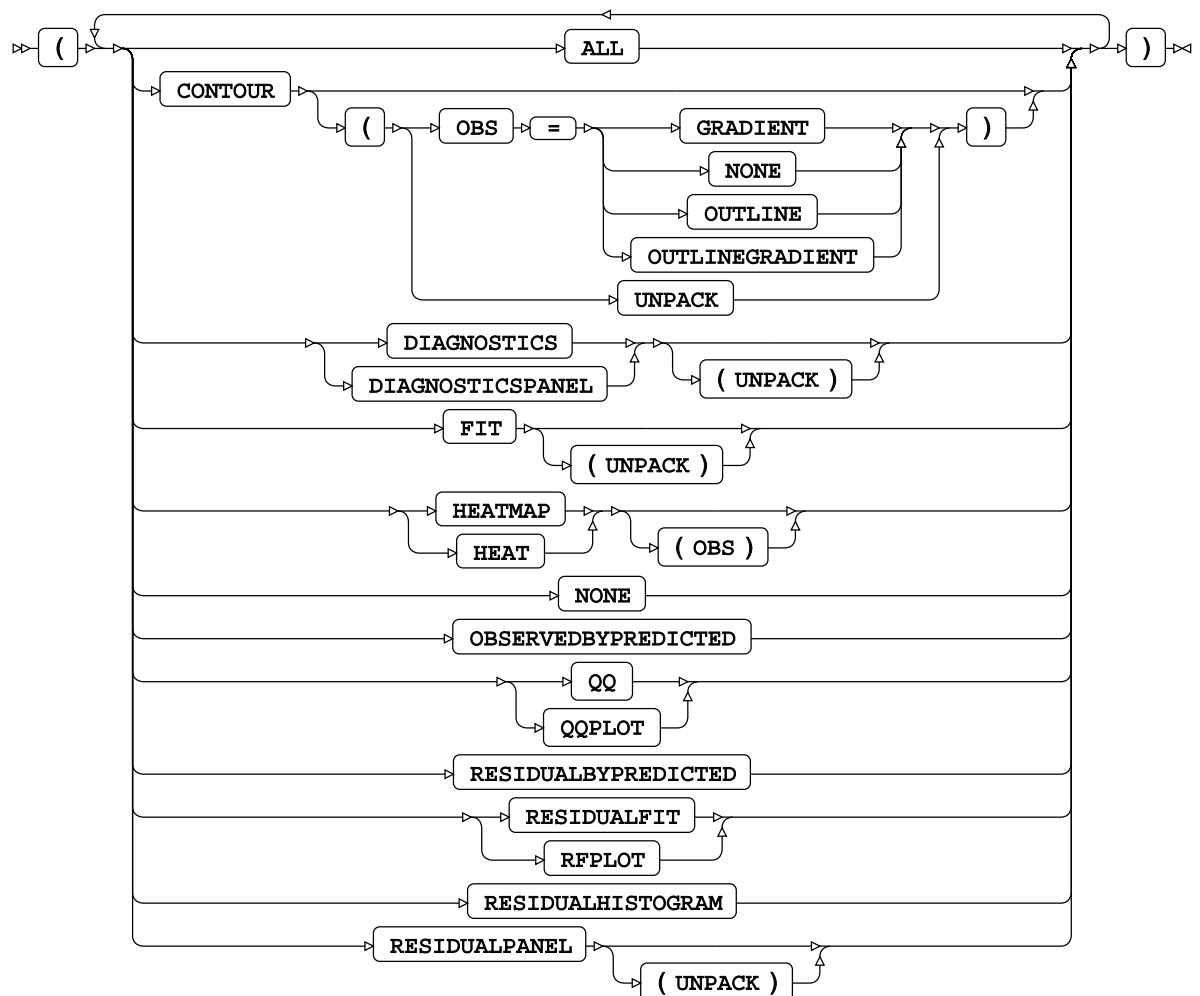 ( ALL )
CONTOUR
( OBS = GRADIENT )
NONE
OUTLINE
OUTLINEGRADIENT
UNPACK
DIAGNOSTICS
DIAGNOSTICSPANEL ( UNPACK )
FIT
( UNPACK )
HEATMAP
HEAT ( OBS )
NONE
OBSERVEDBYPREDICTED
QQ
QQPLOT
RESIDUALBYPREDICTED
RESIDUALFIT
RFPLOT
RESIDUALHISTOGRAM
RESIDUALPANEL
( UNPACK )